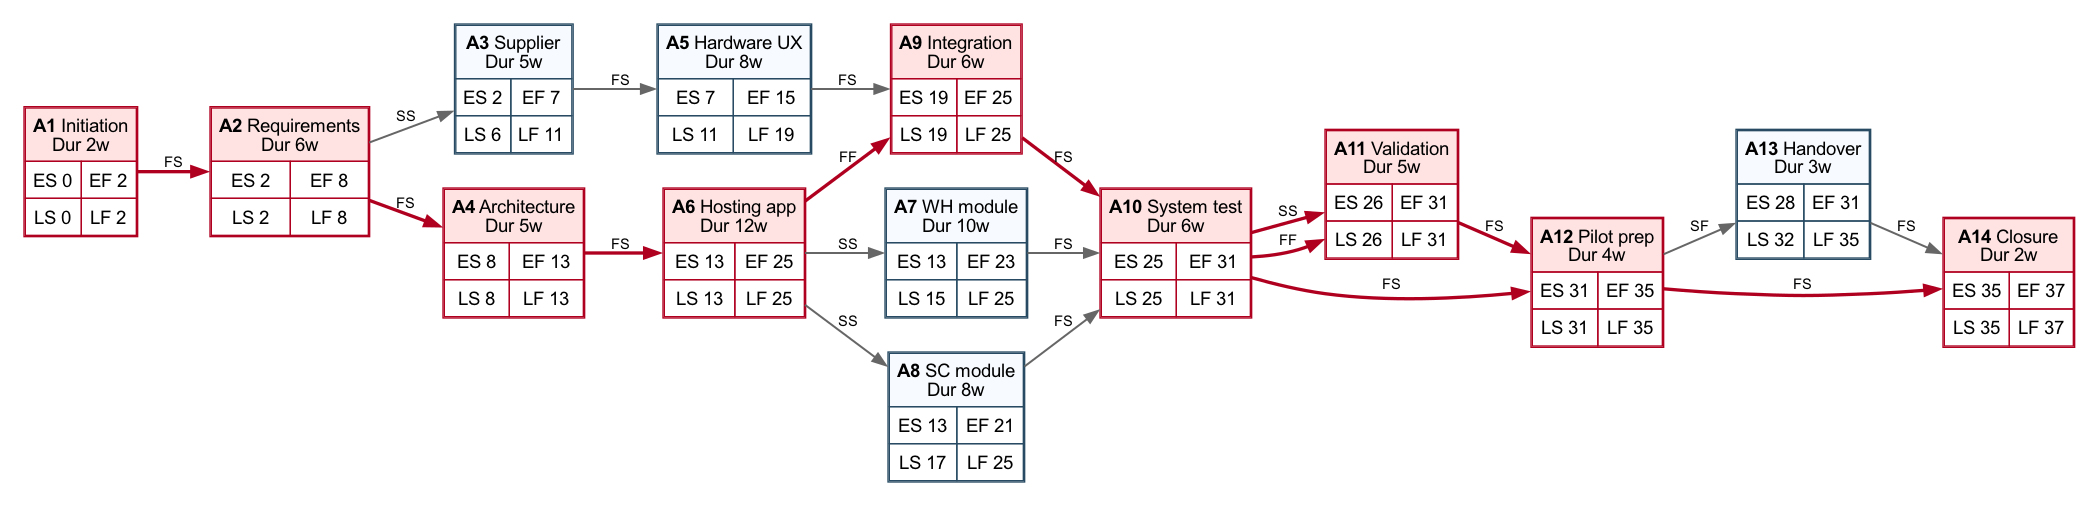 A1 Initiation
Dur 2w
ES 0 EF 2
LS 0 LF 2
FS
A2 Requirements
Dur 6w
ES 2 EF 8
LS 2 LF 8
SS
FS
A3 Supplier
Dur 5w
ES 2 EF 7
LS 6 LF 11
FS
A4 Architecture
Dur 5w
ES 8 EF 13
LS 8 LF 13
FS
A5 Hardware UX
Dur 8w
ES 7 EF 15
LS 11 LF 19
FS
A6 Hosting app
Dur 12w
ES 13 EF 25
LS 13 LF 25
FF
SS
SS
A9 Integration
Dur 6w
ES 19 EF 25
LS 19 LF 25
FS
A7 WH module
Dur 10w
ES 13 EF 23
LS 15 LF 25
FS
A8 SC module
Dur 8w
ES 13 EF 21
LS 17 LF 25
FS
A10 System test
Dur 6w
ES 25 EF 31
LS 25 LF 31
SS
FF
FS
A11 Validation
Dur 5w
ES 26 EF 31
LS 26 LF 31
FS
A12 Pilot prep
Dur 4w
ES 31 EF 35
LS 31 LF 35
SF
FS
A13 Handover
Dur 3w
ES 28 EF 31
LS 32 LF 35
FS
A14 Closure
Dur 2w
ES 35 EF 37
LS 35 LF 37